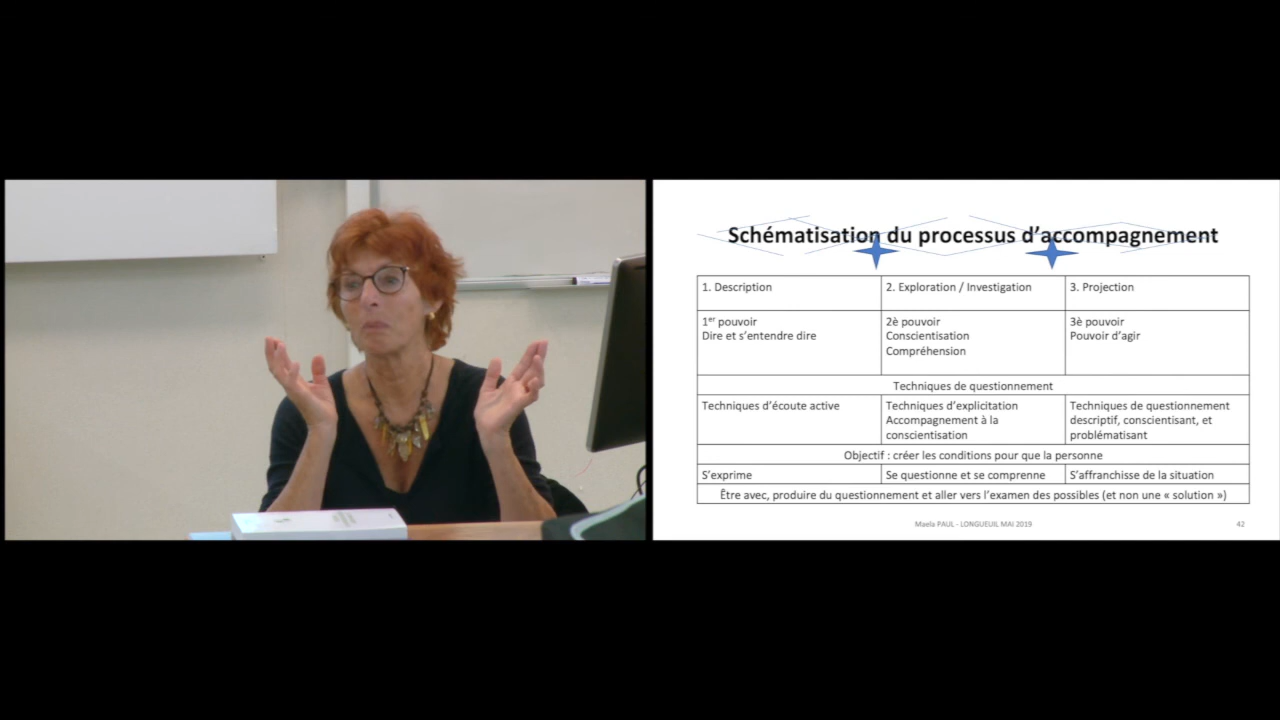 Schématisation du processus d’accompagnement
1. Description
2. Exploration / Investigation
3. Projection
1er pouvoir
Dire et s’entendre dire
2è pouvoir
Conscientisation
Compréhension
3è pouvoir
Pouvoir d’agir
Techniques de questionnement
Techniques d’écoute active
Techniques d’explicitation
Accompagnement à la
conscientisation
Techniques de questionnement
descriptif, conscientisant, et
problématisant
Objectif : créer les conditions pour que la personne
S’exprime
Se questionne et se comprenne
S’affranchisse de la situation
Être avec, produire du questionnement et aller vers l’examen des possibles (et non une « solution »)
Maela PAUL - LONGUEUIL MAI 2019
42